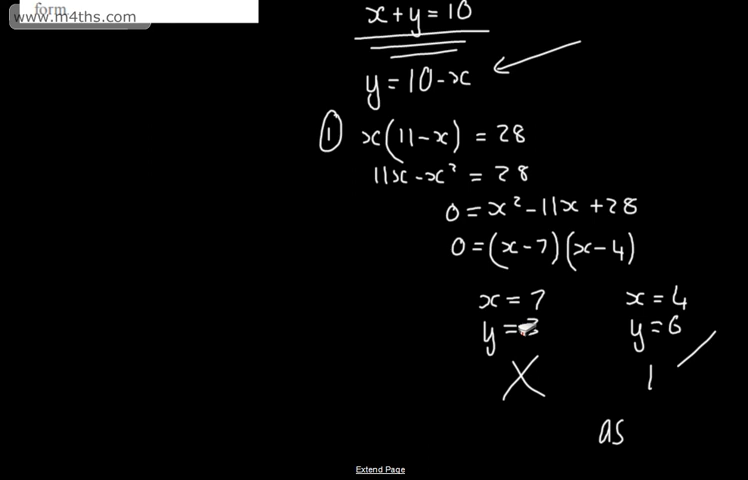 form
www.m4ths.com
x + y = 10
y = 10 - x
① x(11 - x) = 28
11x - x² = 28
0 = x² - 11x + 28
0 = (x - 7)(x - 4)
x = 7 x = 4
y = y = 6
X 1
as
Extend Page